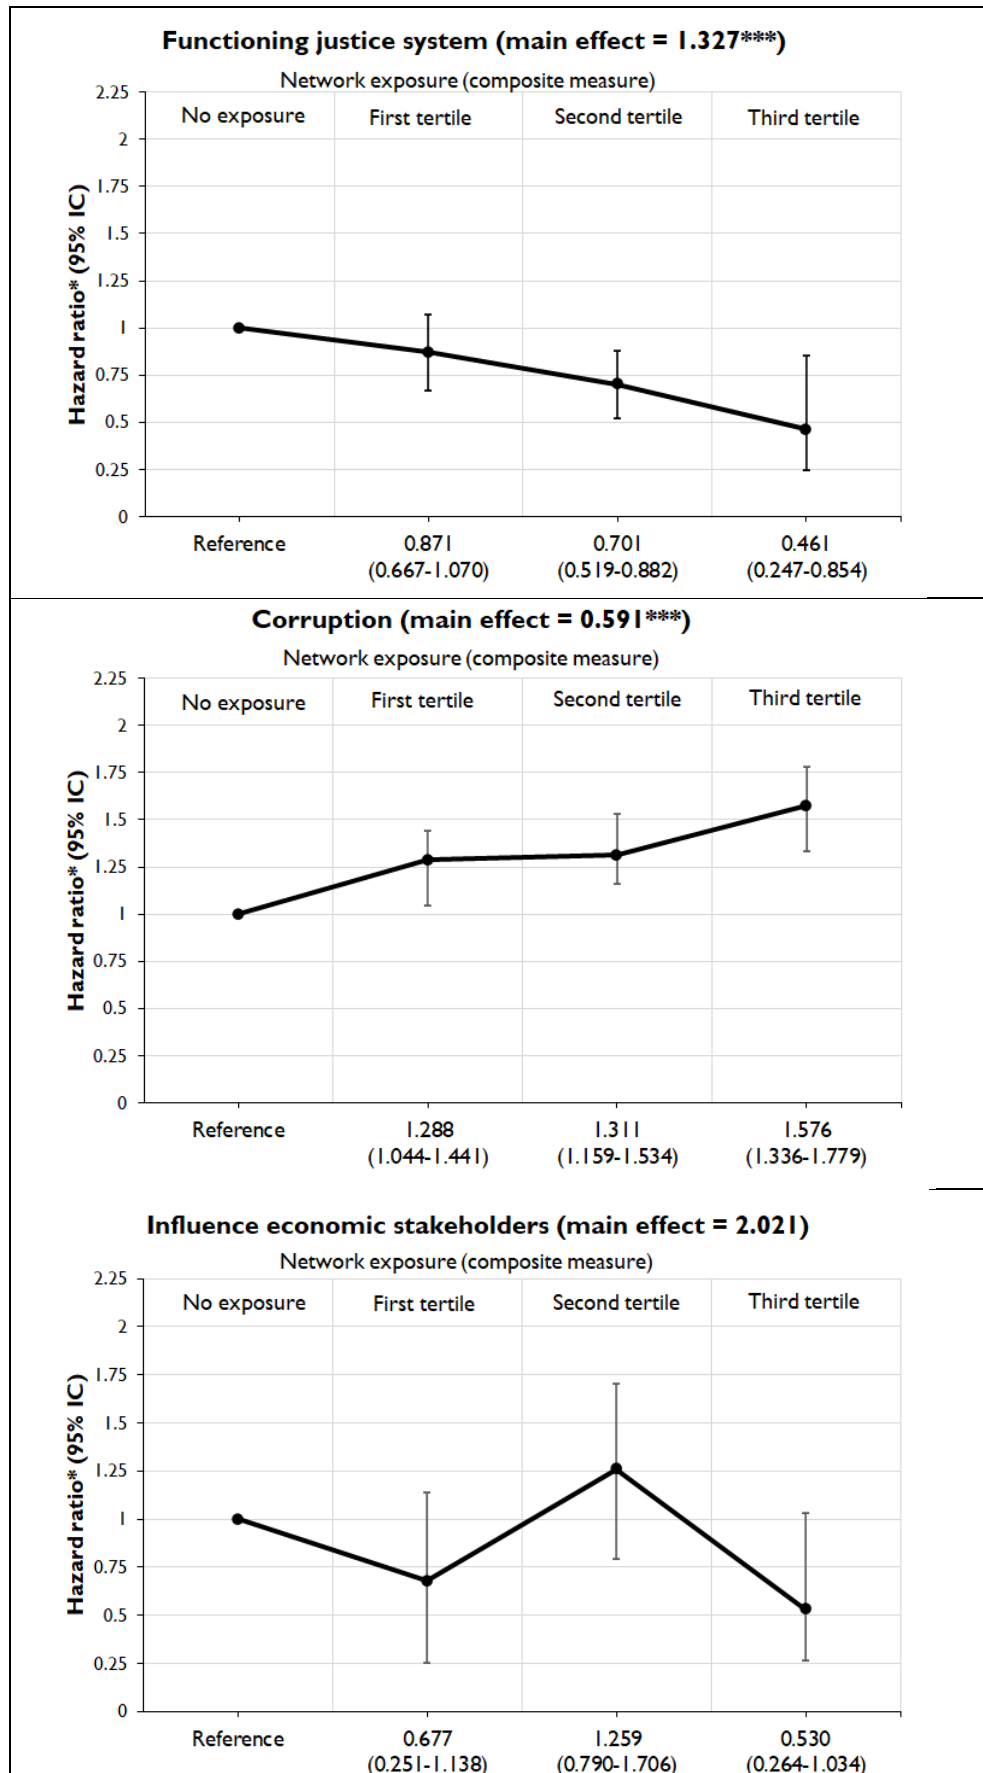 Functioning justice system (main effect = 1.327***)
Network exposure (composite measure)
No exposure First tertile Second tertile Third tertile
Hazard ratio* (95% IC)
2.25
2
1.75
1.5
1.25
1
0.75
0.5
0.25
0
Reference 0.871 0.701 0.461
(0.667-1.070) (0.519-0.882) (0.247-0.854)
Corruption (main effect = 0.591***)
Network exposure (composite measure)
No exposure First tertile Second tertile Third tertile
Hazard ratio* (95% IC)
2.25
2
1.75
1.5
1.25
1
0.75
0.5
0.25
0
Reference 1.288 1.311 1.576
(1.044-1.441) (1.159-1.534) (1.336-1.779)
Influence economic stakeholders (main effect = 2.021)
Network exposure (composite measure)
No exposure First tertile Second tertile Third tertile
Hazard ratio* (95% IC)
2.25
2
1.75
1.5
1.25
1
0.75
0.5
0.25
0
Reference 0.677 1.259 0.530
(0.251-1.138) (0.790-1.706) (0.264-1.034)